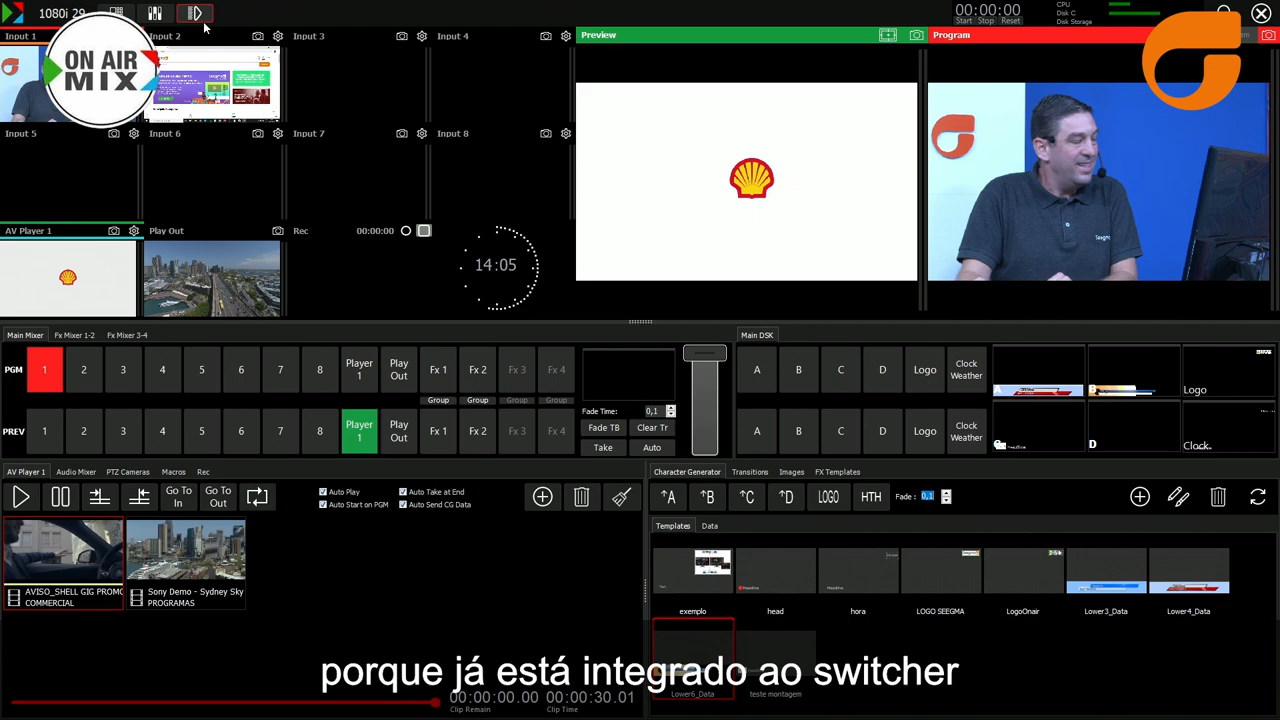 1080i 29
00:00:00
Start Stop Reset
CPU
Disk C
Disk Storage
ON AIR
MIX
Input 1
Input 2
Input 3
Input 4
Preview
Program
Input 5
Input 6
Input 7
Input 8
AV Player 1
Play Out
Rec
00:00:00
14:05
Seegma
Main Mixer
Fx Mixer 1-2
Fx Mixer 3-4
Main DSK
PGM
1
2
3
4
5
6
7
8
Player 1
Play Out
Fx 1
Fx 2
Fx 3
Fx 4
Group
Group
Group
Group
PREV
1
2
3
4
5
6
7
8
Player 1
Play Out
Fx 1
Fx 2
Fx 3
Fx 4
Fade Time: 0,1
Fade TB
Clear Tr
Take
Auto
A
B
C
D
Logo
Clock Weather
A
B
C
D
Logo
Clock Weather
A
B
Logo
C
D
Clock
AV Player 1
Audio Mixer
PTZ Cameras
Macros
Rec
Go To In
Go To Out
Auto Play
Auto Take at End
Auto Start on PGM
Auto Send CG Data
Character Generator
Transitions
Images
FX Templates
A
B
C
D
LOGO
HTH
Fade : 0,1
Templates
Data
AVISO_SHELL GIG PROMO
COMMERCIAL
Sony Demo - Sydney Sky
PROGRAMAS
exemplo
head
hora
LOGO SEEGMA
LogoOnair
Lower3_Data
Lower4_Data
Lower6_Data
teste montagem
porque já está integrado ao switcher
00:00:00.00
Clip Remain
00:00:30.01
Clip Time